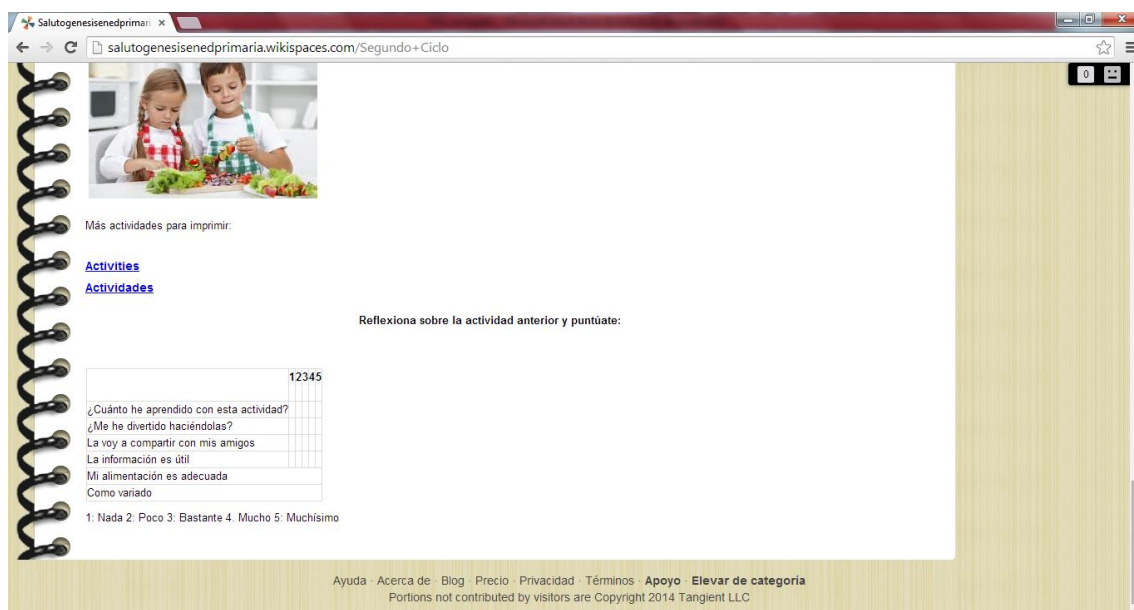 Salutogenesisenedprimari
salutogenesisenedprimaria.wikispaces.com/Segundo+Ciclo
0
Más actividades para imprimir:
Activities
Actividades
Reflexiona sobre la actividad anterior y puntúate:
12345
¿Cuánto he aprendido con esta actividad?
¿Me he divertido haciéndolas?
La voy a compartir con mis amigos
La información es útil
Mi alimentación es adecuada
Como variado
1: Nada 2: Poco 3: Bastante 4. Mucho 5: Muchísimo
Ayuda · Acerca de · Blog · Precio · Privacidad · Términos · Apoyo · Elevar de categoría
Portions not contributed by visitors are Copyright 2014 Tangient LLC